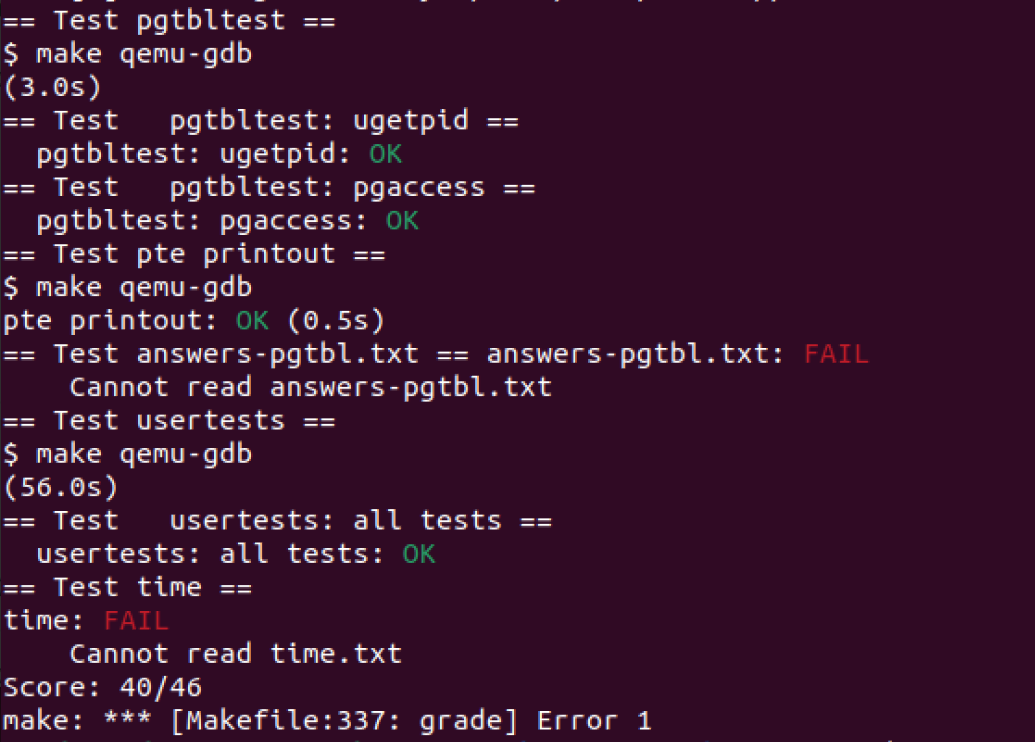 == Test pgtbltest ==
$ make qemu-gdb
(3.0s)
== Test   pgtbltest: ugetpid ==
  pgtbltest: ugetpid: OK
== Test   pgtbltest: pgaccess ==
  pgtbltest: pgaccess: OK
== Test pte printout ==
$ make qemu-gdb
pte printout: OK (0.5s)
== Test answers-pgtbl.txt == answers-pgtbl.txt: FAIL
    Cannot read answers-pgtbl.txt
== Test usertests ==
$ make qemu-gdb
(56.0s)
== Test   usertests: all tests ==
  usertests: all tests: OK
== Test time ==
time: FAIL
    Cannot read time.txt
Score: 40/46
make: *** [Makefile:337: grade] Error 1